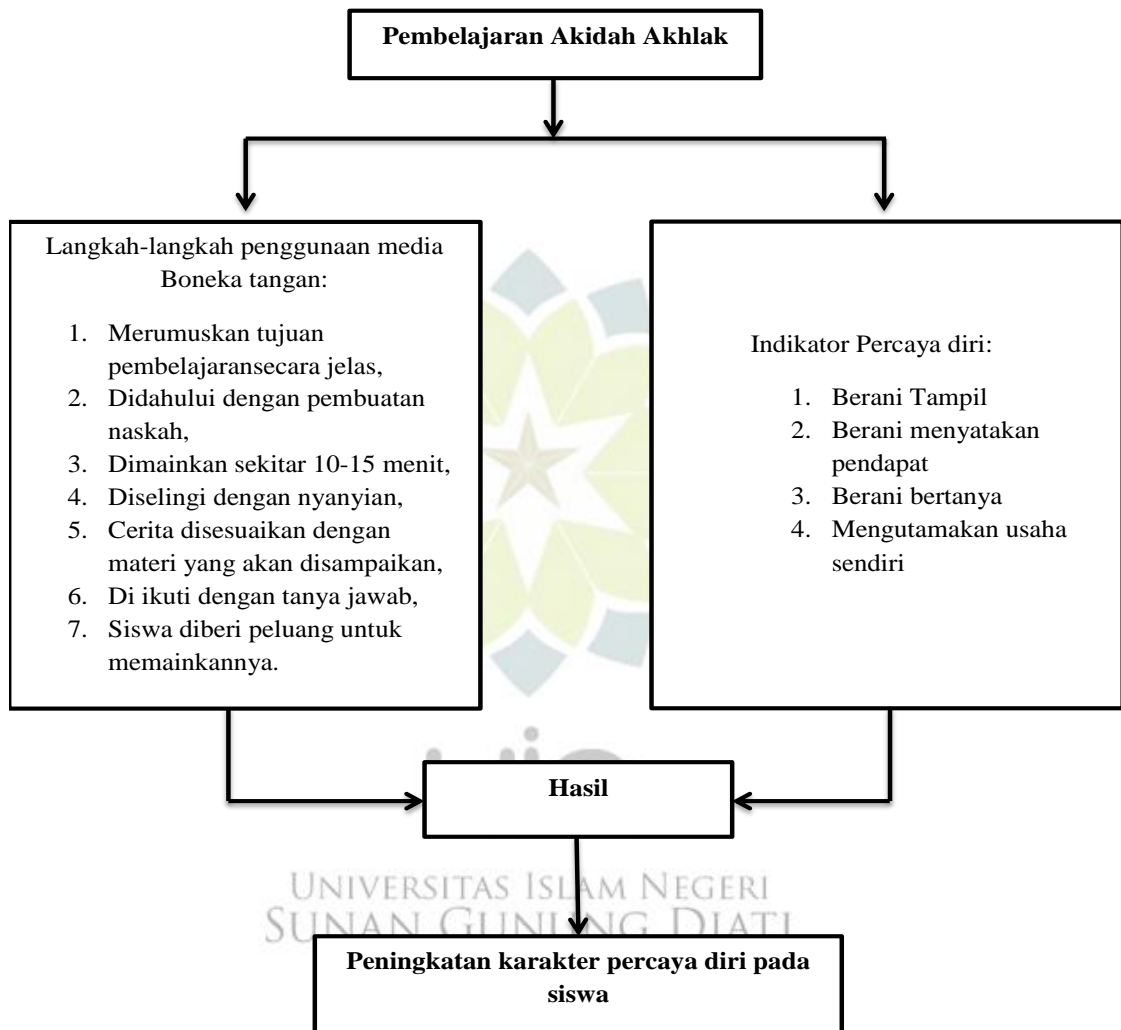 Pembelajaran Akidah Akhlak
Langkah-langkah penggunaan media
Boneka tangan:
1. Merumuskan tujuan
pembelajaransecara jelas,
2. Didahului dengan pembuatan
naskah,
3. Dimainkan sekitar 10-15 menit,
4. Diselingi dengan nyanyian,
5. Cerita disesuaikan dengan
materi yang akan disampaikan,
6. Di ikuti dengan tanya jawab,
7. Siswa diberi peluang untuk
memainkannya.
Indikator Percaya diri:
1. Berani Tampil
2. Berani menyatakan
pendapat
3. Berani bertanya
4. Mengutamakan usaha
sendiri
Hasil
UNIVERSITAS ISLAM NEGERI
SUNAN GUNUNG DJATI
Peningkatan karakter percaya diri pada
siswa